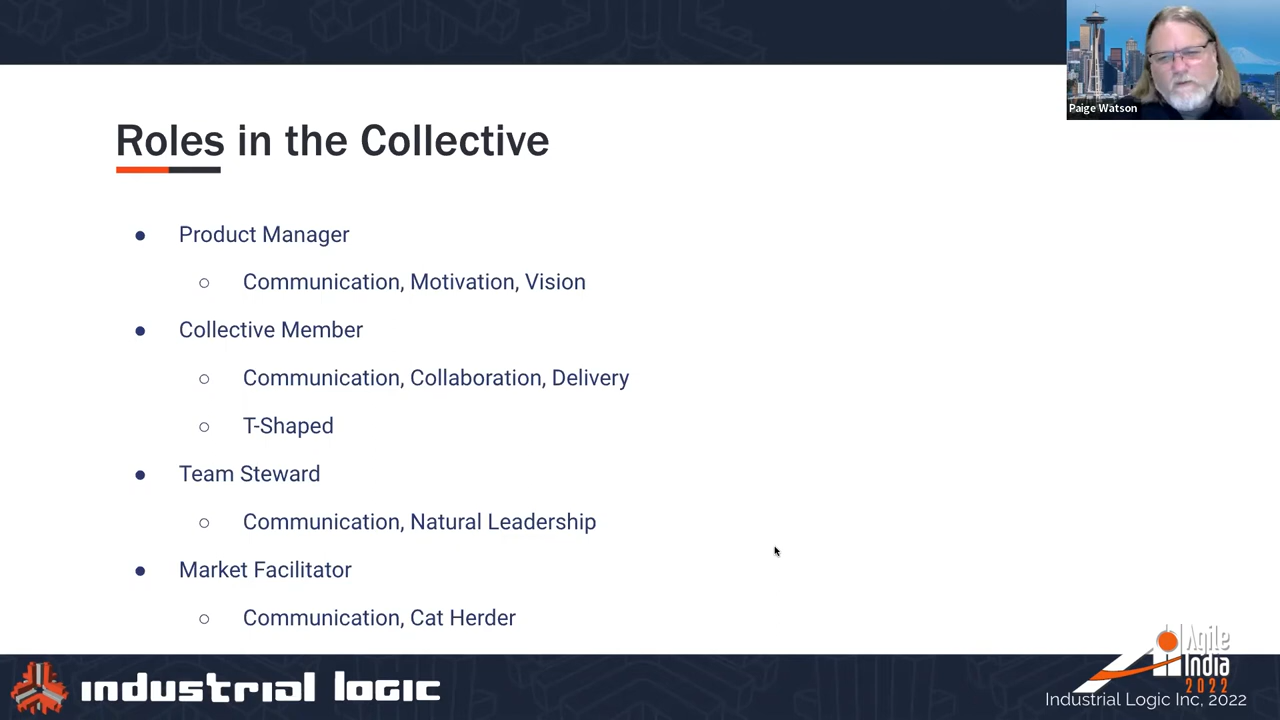 Paige Watson
Roles in the Collective
● Product Manager
○ Communication, Motivation, Vision
● Collective Member
○ Communication, Collaboration, Delivery
○ T-Shaped
● Team Steward
○ Communication, Natural Leadership
● Market Facilitator
○ Communication, Cat Herder
industrial logic
Agile
India
2022
Industrial Logic Inc, 2022